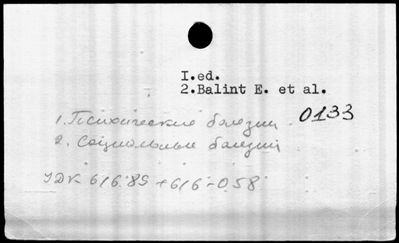 I.ed.
2.Balint E. et al.
0133
1. Психические болезни
2. Социальные болезни
УДК 616.89 + 616-058